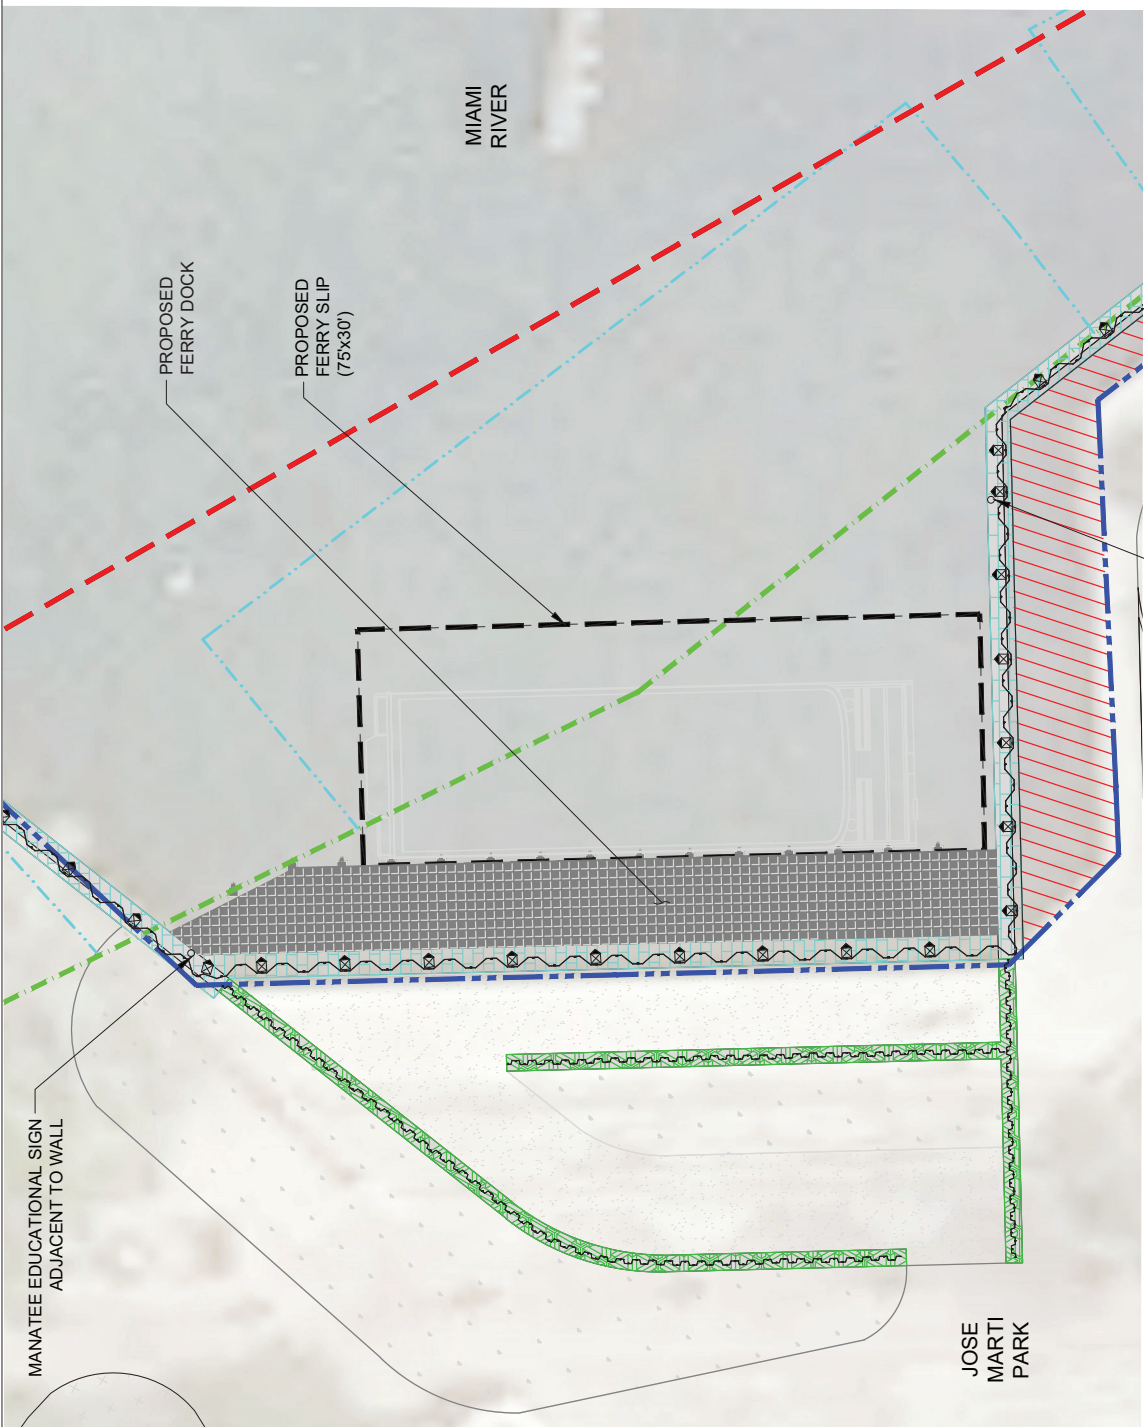 MIAMI
RIVER
PROPOSED
FERRY DOCK
PROPOSED
FERRY SLIP
(75'x30')
MANATEE EDUCATIONAL SIGN
ADJACENT TO WALL
JOSE
MARTI
PARK